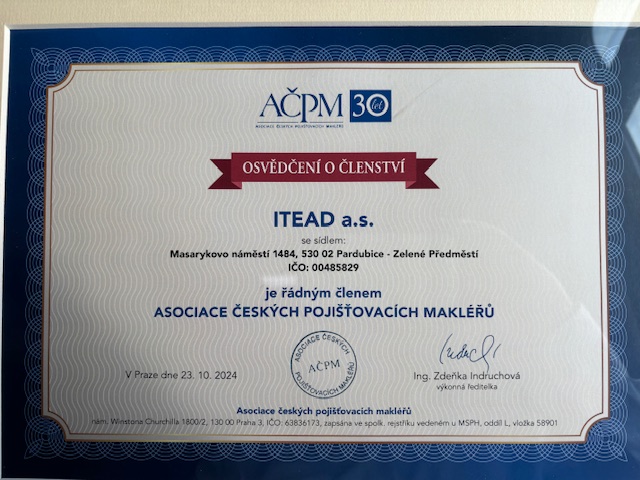 AČPM 30 let
ASOCIACE ČESKÝCH POJIŠŤOVACÍCH MAKLÉŘŮ
OSVĚDČENÍ O ČLENSTVÍ
ITEAD a.s.
se sídlem:
Masarykovo náměstí 1484, 530 02 Pardubice - Zelené Předměstí
IČO: 00485829
je řádným členem
ASOCIACE ČESKÝCH POJIŠŤOVACÍCH MAKLÉŘŮ
V Praze dne 23. 10. 2024
ASOCIACE ČESKÝCH
AČPM
POJIŠŤOVACÍCH MAKLÉŘŮ
Ing. Zdeňka Indruchová
výkonná ředitelka
Asociace českých pojišťovacích makléřů
nám. Winstona Churchilla 1800/2, 130 00 Praha 3, IČO: 63836173, zapsána ve spolk. rejstříku vedeném u MSPH, oddíl L, vložka 58901